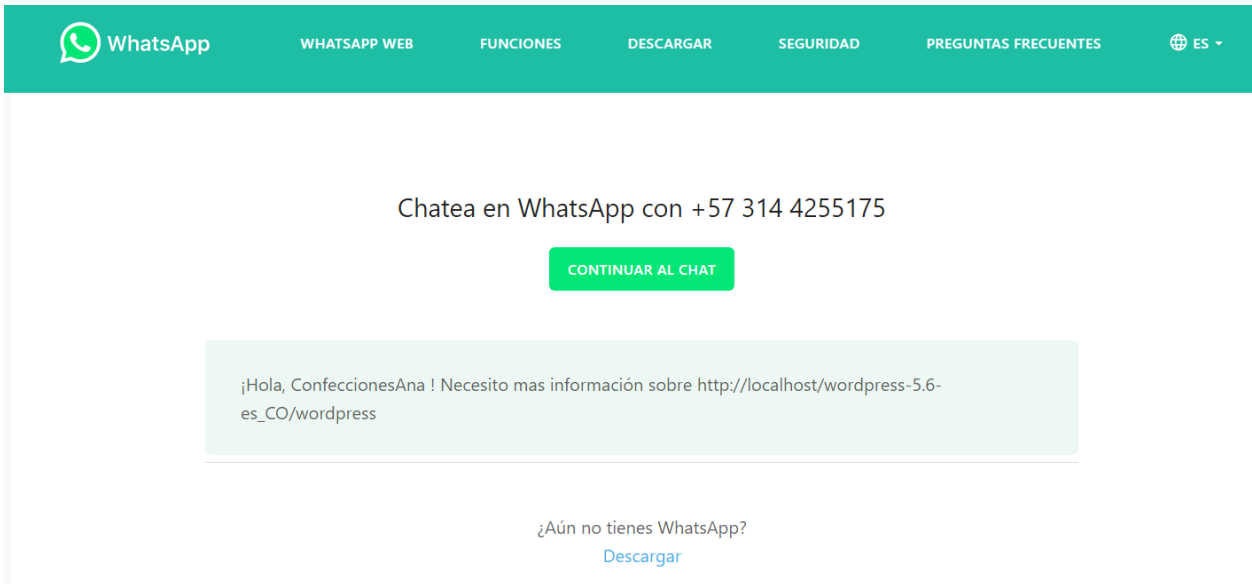 WhatsApp WHATSAPP WEB FUNCIONES DESCARGAR SEGURIDAD PREGUNTAS FRECUENTES ES
Chatea en WhatsApp con +57 314 4255175
CONTINUAR AL CHAT
¡Hola, ConfeccionesAna ! Necesito mas información sobre http://localhost/wordpress-5.6-
es_CO/wordpress
¿Aún no tienes WhatsApp?
Descargar